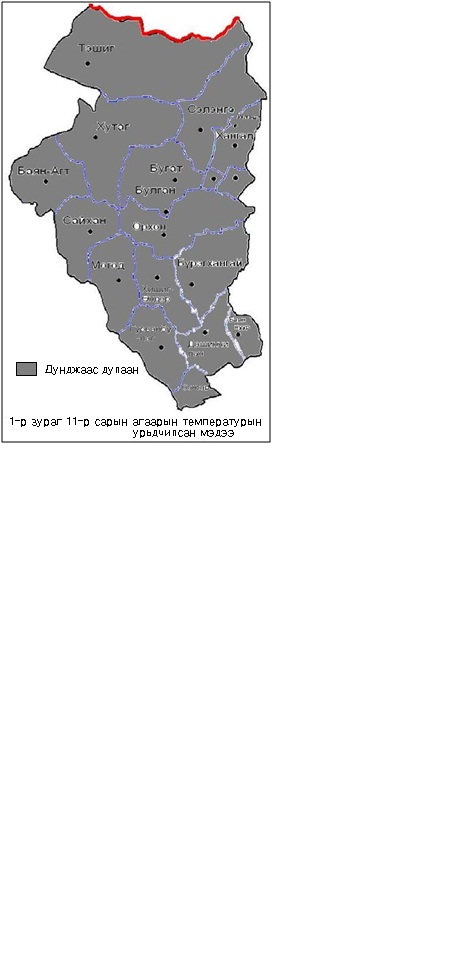 Тэшиг
Сэлэнгэ
Хутаг
Хангал
Баян-Агт
Бугат
Булган
Сайхан
Орхон
Могод
Бүрэгхангай
Дунджаас дулаан
1-р зураг 11-р сарын агаарын температурын
урьдчилсан мэдээ